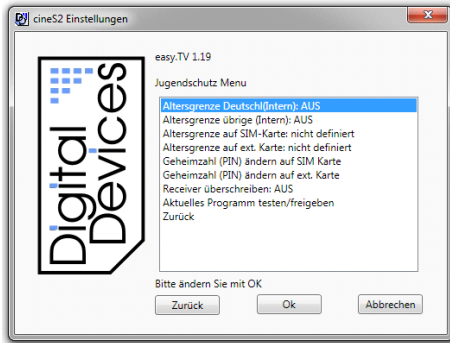 cineS2 Einstellungen
Digital
Devices
easy.TV 1.19
Jugendschutz Menu
Altersgrenze Deutschl(Intern): AUS
Altersgrenze übrige (Intern): AUS
Altersgrenze auf SIM-Karte: nicht definiert
Altersgrenze auf ext. Karte: nicht definiert
Geheimzahl (PIN) ändern auf SIM Karte
Geheimzahl (PIN) ändern auf ext. Karte
Receiver überschreiben: AUS
Aktuelles Programm testen/freigeben
Zurück
Bitte ändern Sie mit OK
Zurück
Ok
Abbrechen